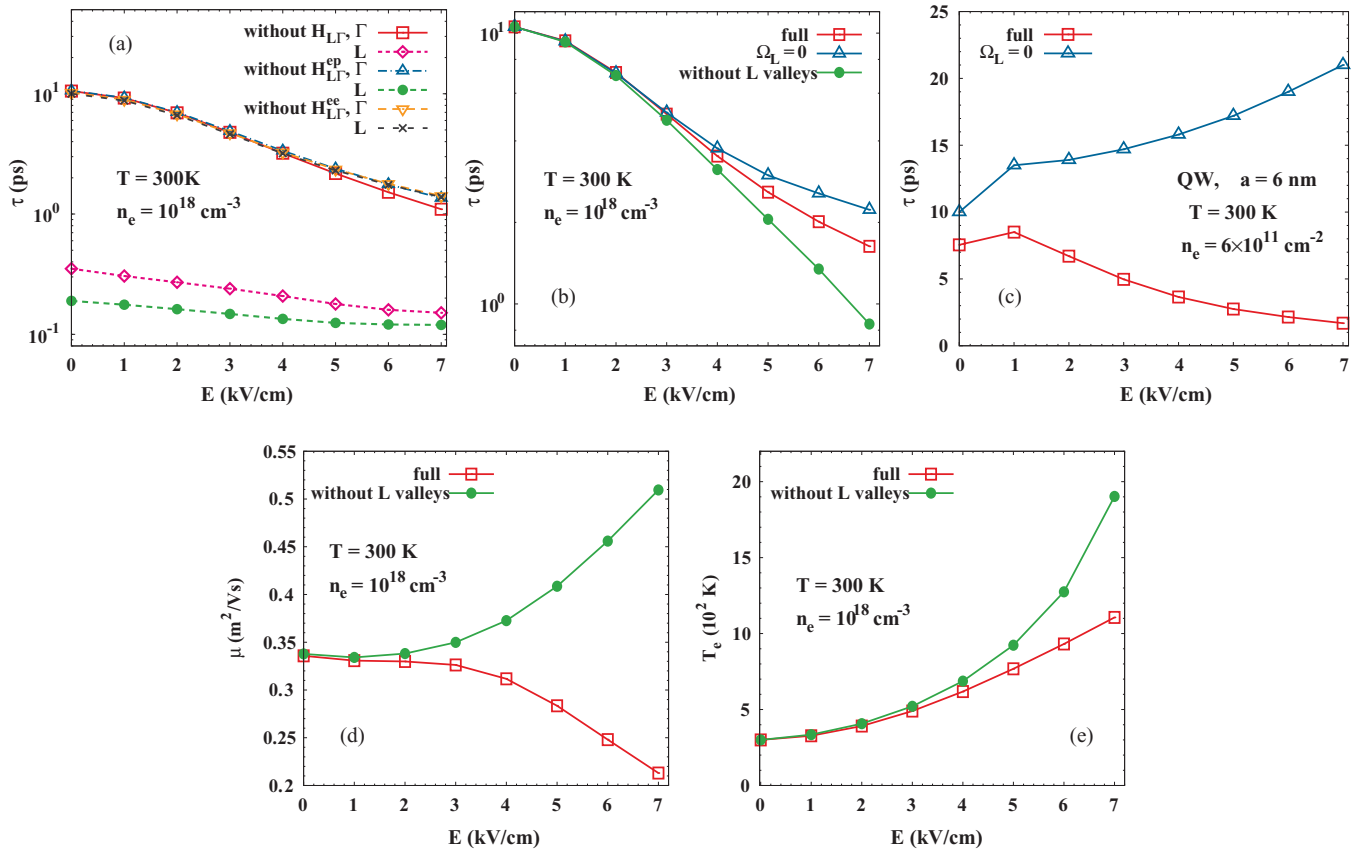 (a)
without H_LΓ, Γ
L
without H^ep_LΓ, Γ
L
without H^ee_LΓ, Γ
L
T = 300K
n_e = 10^18 cm^-3
τ (ps)
10^1
10^0
10^-1
0 1 2 3 4 5 6 7
E (kV/cm)
full
Ω_L = 0
without L valleys
T = 300 K
n_e = 10^18 cm^-3
(b)
τ (ps)
10^1
10^0
0 1 2 3 4 5 6 7
E (kV/cm)
(c)
full
Ω_L = 0
QW, a = 6 nm
T = 300 K
n_e = 6×10^11 cm^-2
τ (ps)
25
20
15
10
5
0
0 1 2 3 4 5 6 7
E (kV/cm)
full
without L valleys
T = 300 K
n_e = 10^18 cm^-3
(d)
μ (m^2/Vs)
0.55
0.5
0.45
0.4
0.35
0.3
0.25
0.2
0 1 2 3 4 5 6 7
E (kV/cm)
full
without L valleys
T = 300 K
n_e = 10^18 cm^-3
(e)
T_e (10^2 K)
20
15
10
5
0
0 1 2 3 4 5 6 7
E (kV/cm)